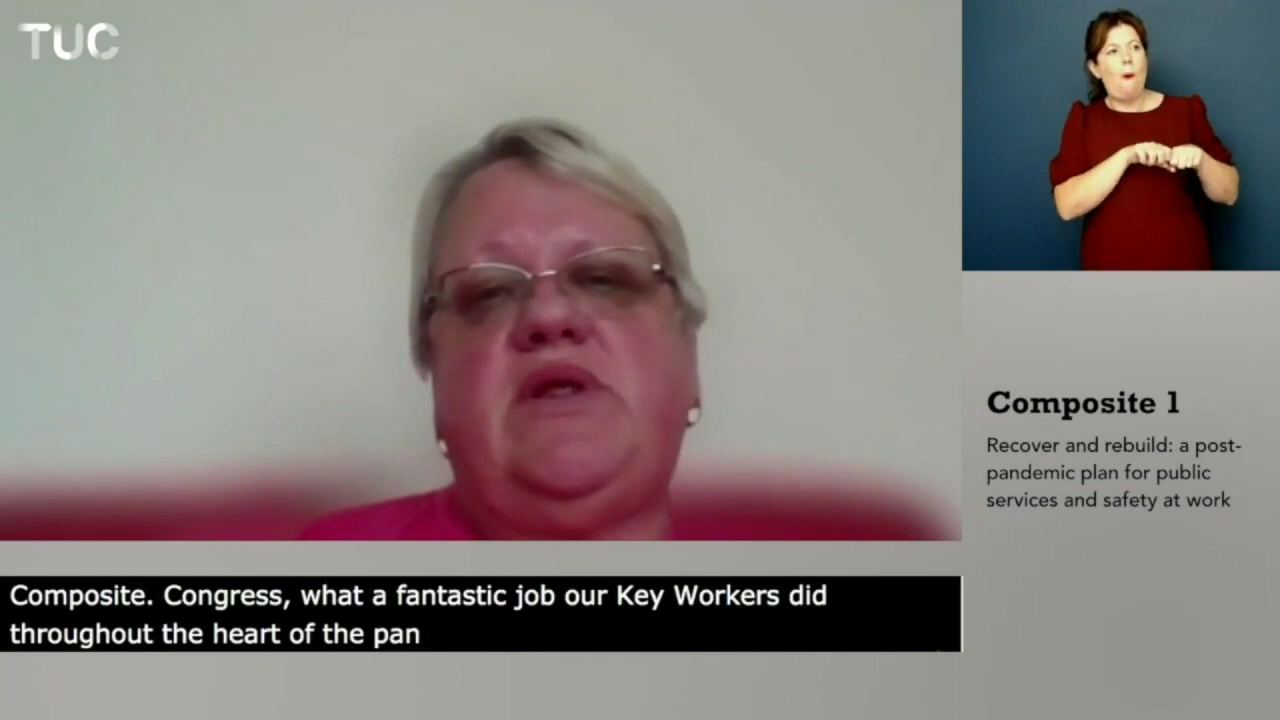 TUC
Composite 1
Recover and rebuild: a post-
pandemic plan for public
services and safety at work
Composite. Congress, what a fantastic job our Key Workers did
throughout the heart of the pan